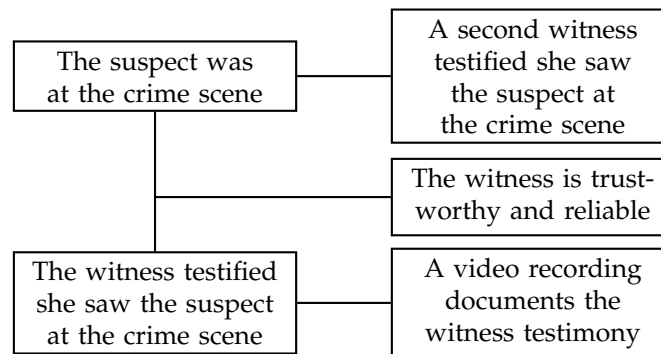 The suspect was
at the crime scene
A second witness
testified she saw
the suspect at
the crime scene
The witness is trust-
worthy and reliable
The witness testified
she saw the suspect
at the crime scene
A video recording
documents the
witness testimony